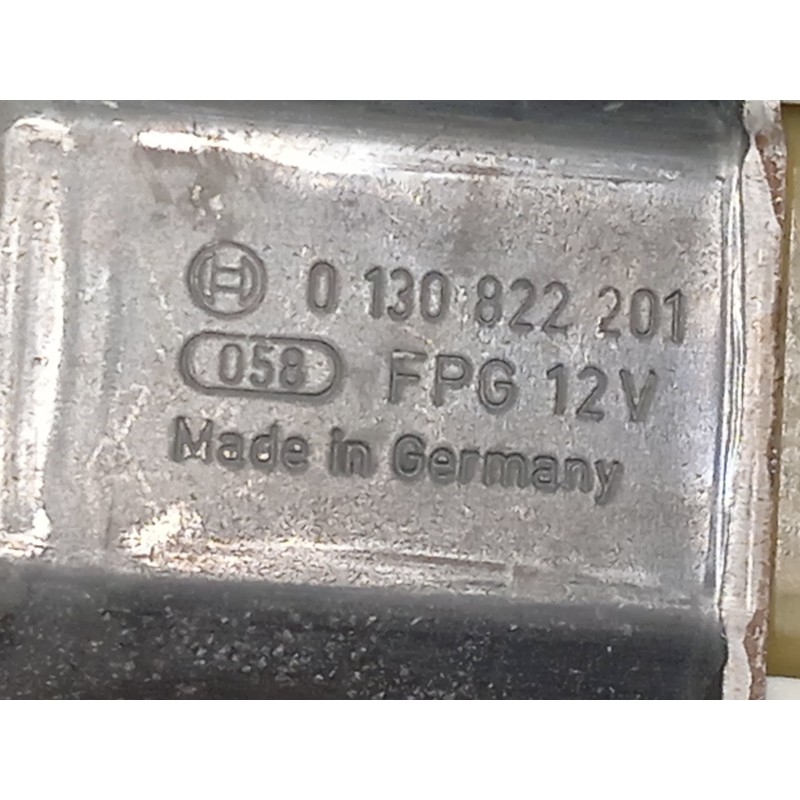 0 130 822 201
058 FPG 12V
Made in Germany